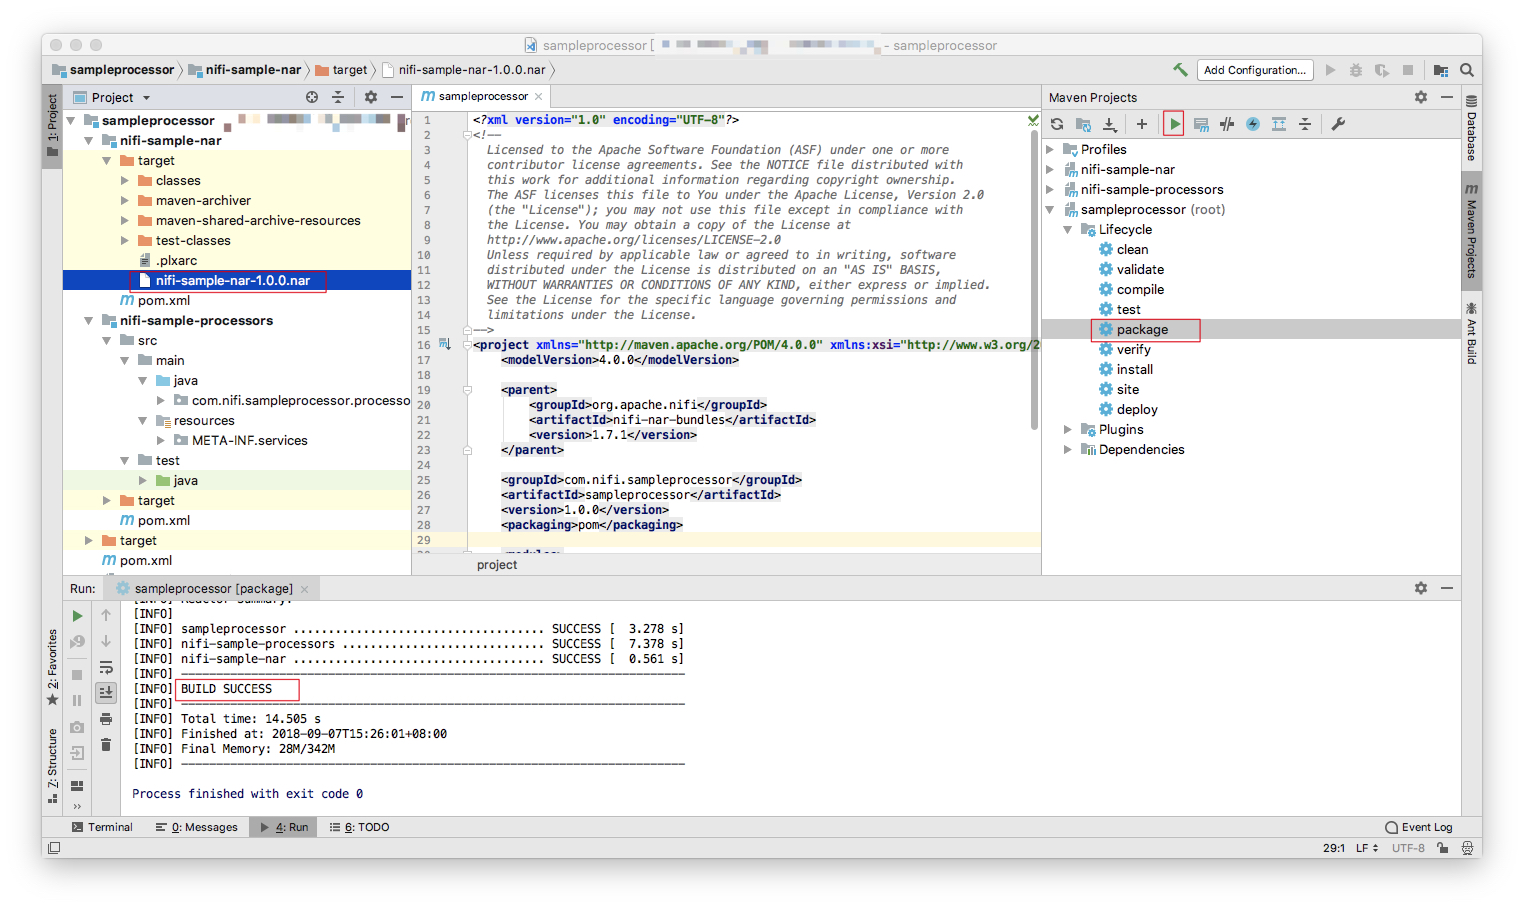 sampleprocessor [ - sampleprocessor
sampleprocessor nifi-sample-nar target nifi-sample-nar-1.0.0.nar Add Configuration...
1: Project
2: Favorites
Z: Structure
Project
sampleprocessor
nifi-sample-nar
target
classes
maven-archiver
maven-shared-archive-resources
test-classes
.plxarc
nifi-sample-nar-1.0.0.nar
pom.xml
nifi-sample-processors
src
main
java
com.nifi.sampleprocessor.processo
resources
META-INF.services
test
java
target
pom.xml
target
pom.xml
sampleprocessor
1 <?xml version="1.0" encoding="UTF-8"?>
2 <!--
3 Licensed to the Apache Software Foundation (ASF) under one or more
4 contributor license agreements. See the NOTICE file distributed with
5 this work for additional information regarding copyright ownership.
6 The ASF licenses this file to You under the Apache License, Version 2.0
7 (the "License"); you may not use this file except in compliance with
8 the License. You may obtain a copy of the License at
9 http://www.apache.org/licenses/LICENSE-2.0
10 Unless required by applicable law or agreed to in writing, software
11 distributed under the License is distributed on an "AS IS" BASIS,
12 WITHOUT WARRANTIES OR CONDITIONS OF ANY KIND, either express or implied.
13 See the License for the specific language governing permissions and
14 limitations under the License.
15 -->
16 <project xmlns="http://maven.apache.org/POM/4.0.0" xmlns:xsi="http://www.w3.org/2
17 <modelVersion>4.0.0</modelVersion>
18
19 <parent>
20 <groupId>org.apache.nifi</groupId>
21 <artifactId>nifi-nar-bundles</artifactId>
22 <version>1.7.1</version>
23 </parent>
24
25 <groupId>com.nifi.sampleprocessor</groupId>
26 <artifactId>sampleprocessor</artifactId>
27 <version>1.0.0</version>
28 <packaging>pom</packaging>
29
30 <modules>
project
Maven Projects
Profiles
nifi-sample-nar
nifi-sample-processors
sampleprocessor (root)
Lifecycle
clean
validate
compile
test
package
verify
install
site
deploy
Plugins
Dependencies
Database
Maven Projects
Ant Build
Run: sampleprocessor [package]
[INFO] Reactor Summary:
[INFO]
[INFO] sampleprocessor .................................... SUCCESS [ 3.278 s]
[INFO] nifi-sample-processors ............................. SUCCESS [ 7.378 s]
[INFO] nifi-sample-nar .................................... SUCCESS [ 0.561 s]
[INFO] ------------------------------------------------------------------------
[INFO] BUILD SUCCESS
[INFO] ------------------------------------------------------------------------
[INFO] Total time: 14.505 s
[INFO] Finished at: 2018-09-07T15:26:01+08:00
[INFO] Final Memory: 28M/342M
[INFO] ------------------------------------------------------------------------
Process finished with exit code 0
Terminal 0: Messages 4: Run 6: TODO Event Log
29:1 LF UTF-8